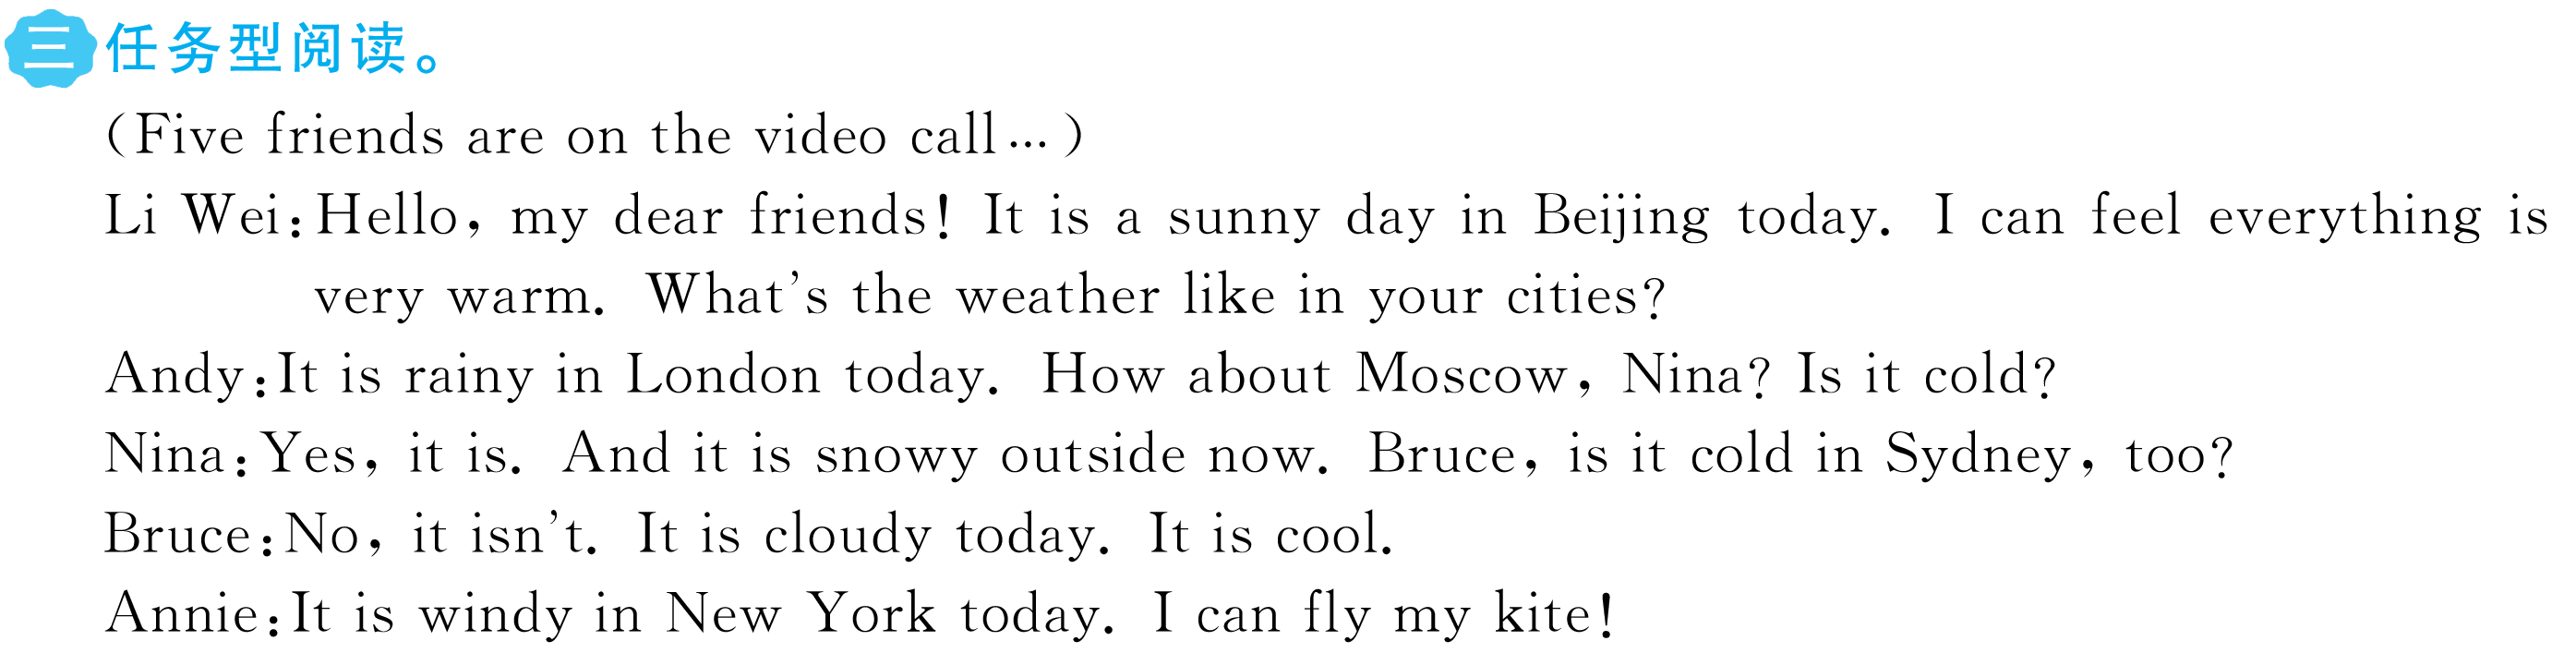 三 任务型阅读。
(Five friends are on the video call…)
Li Wei:Hello, my dear friends! It is a sunny day in Beijing today. I can feel everything is
very warm. What's the weather like in your cities?
Andy:It is rainy in London today. How about Moscow, Nina? Is it cold?
Nina:Yes, it is. And it is snowy outside now. Bruce, is it cold in Sydney, too?
Bruce:No, it isn't. It is cloudy today. It is cool.
Annie:It is windy in New York today. I can fly my kite!